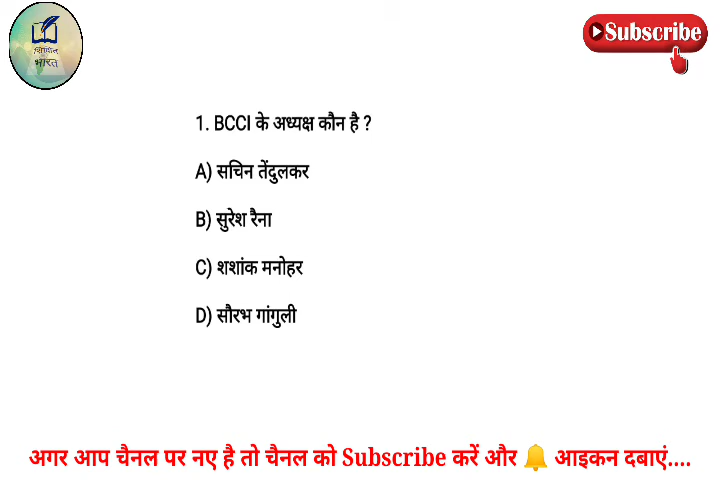 भारत
Subscribe
1. BCCI के अध्यक्ष कौन है ?
A) सचिन तेंदुलकर
B) सुरेश रैना
C) शशांक मनोहर
D) सौरभ गांगुली
अगर आप चैनल पर नए है तो चैनल को Subscribe करें और 🔔 आइकन दबाएं....